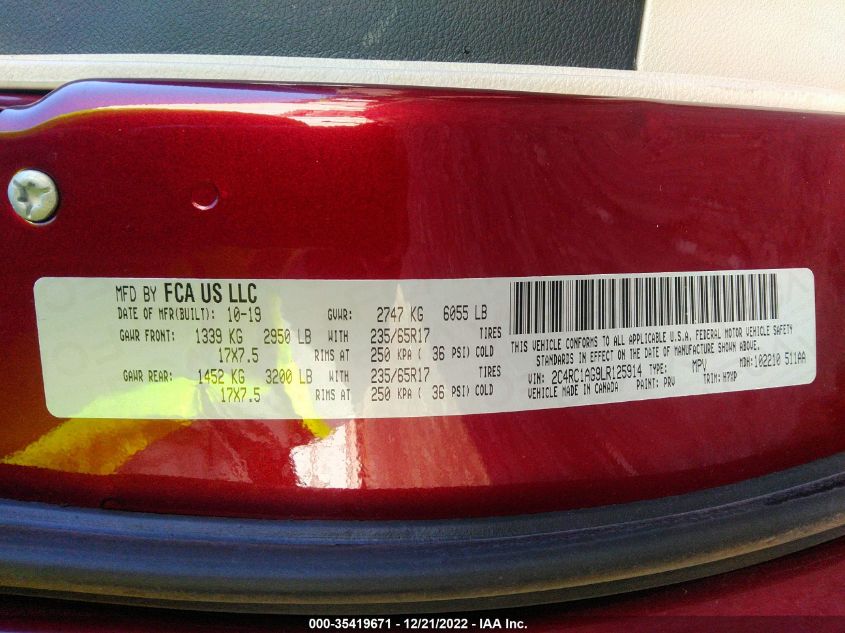 MFD BY FCA US LLC
DATE OF MFR(BUILT): 10-19 GVWR: 2747 KG 6055 LB
GAWR FRONT: 1339 KG 2950 LB WITH 235/65R17 TIRES
17X7.5 RIMS AT 250 KPA ( 36 PSI) COLD
GAWR REAR: 1452 KG 3200 LB WITH 235/65R17 TIRES
17X7.5 RIMS AT 250 KPA ( 36 PSI) COLD
THIS VEHICLE CONFORMS TO ALL APPLICABLE U.S.A. FEDERAL MOTOR VEHICLE SAFETY
STANDARDS IN EFFECT ON THE DATE OF MANUFACTURE SHOWN ABOVE.
VIN: 2C4RC1AG9LR125914 TYPE: MPV MDH: 102210 511AA
VEHICLE MADE IN CANADA PAINT: PRV TRIM: H7XP
000-35419671 - 12/21/2022 - IAA Inc.